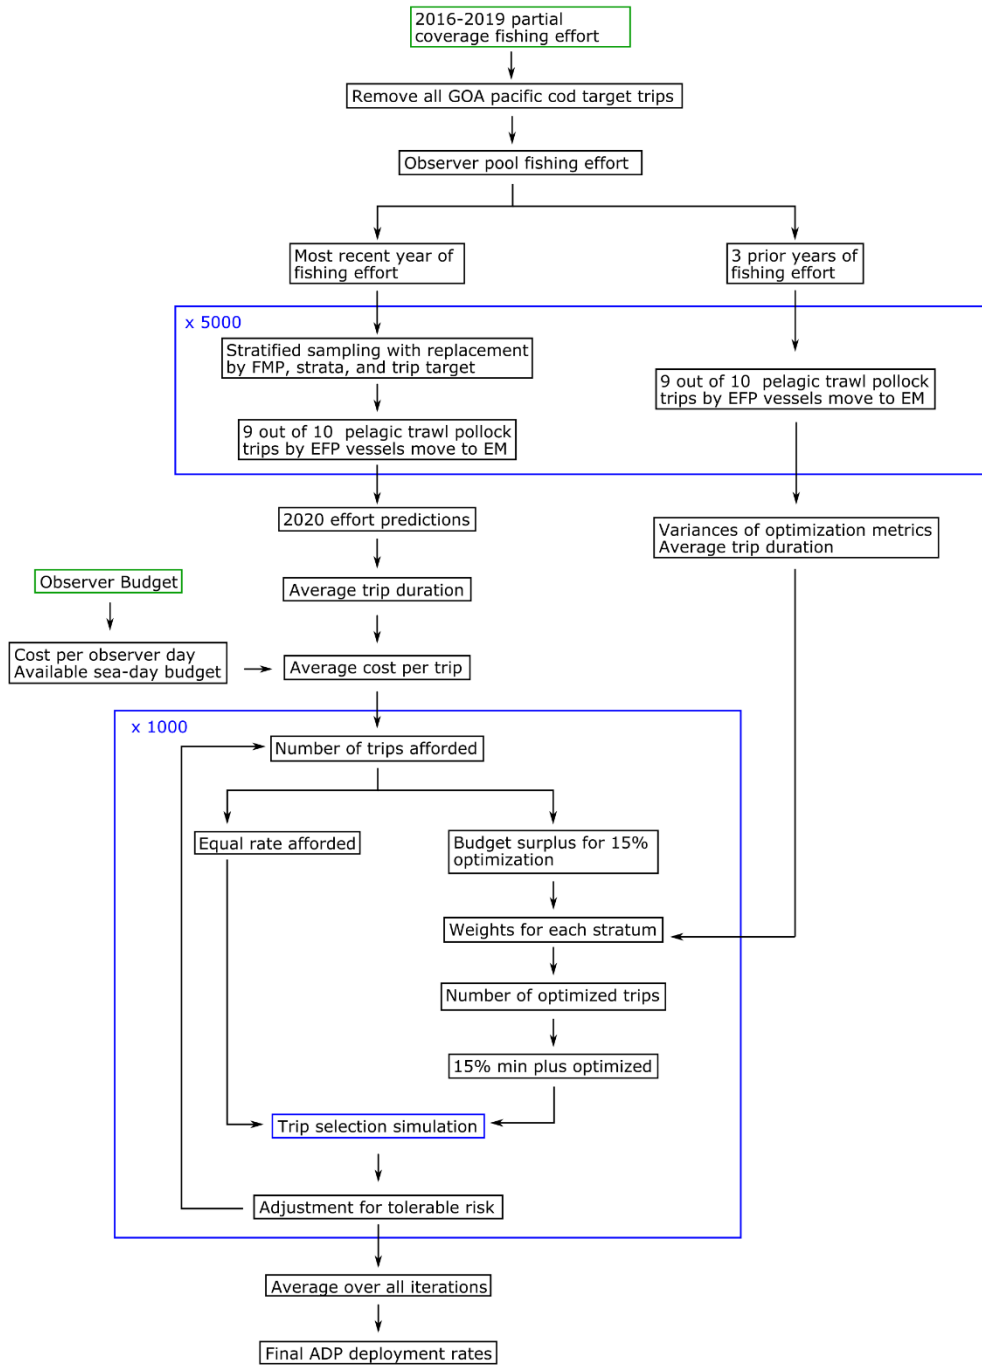 2016-2019 partial
coverage fishing effort
Remove all GOA pacific cod target trips
Observer pool fishing effort
Most recent year of
fishing effort
3 prior years of
fishing effort
x 5000
Stratified sampling with replacement
by FMP, strata, and trip target
9 out of 10 pelagic trawl pollock
trips by EFP vessels move to EM
9 out of 10 pelagic trawl pollock
trips by EFP vessels move to EM
2020 effort predictions
Variances of optimization metrics
Average trip duration
Observer Budget
Average trip duration
Cost per observer day
Available sea-day budget
Average cost per trip
x 1000
Number of trips afforded
Equal rate afforded
Budget surplus for 15%
optimization
Weights for each stratum
Number of optimized trips
15% min plus optimized
Trip selection simulation
Adjustment for tolerable risk
Average over all iterations
Final ADP deployment rates